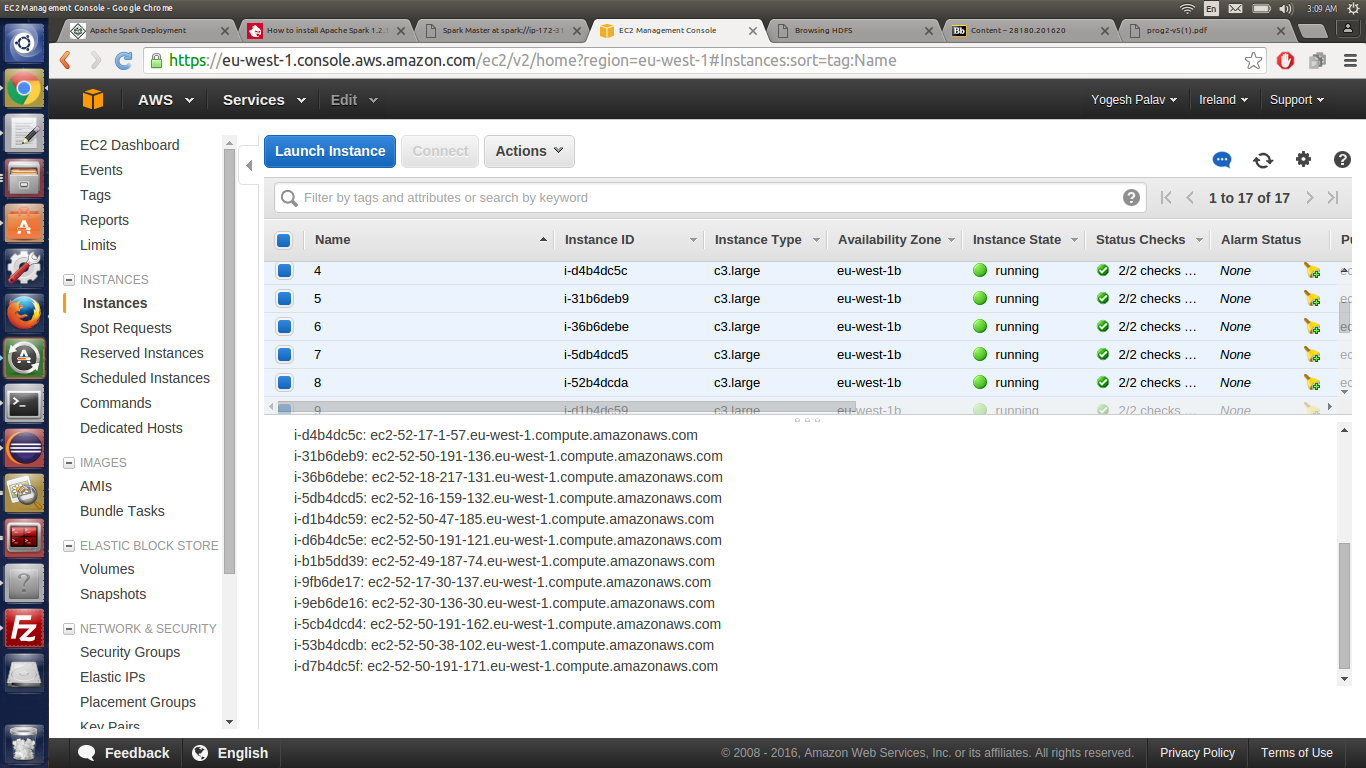 EC2 Management Console - Google Chrome
En
3:09 AM
Apache Spark Deployment
How to install Apache Spark 1.2.
Spark Master at spark://ip-172-3
EC2 Management Console
Browsing HDFS
Bb Content – 28180.201620
prog2-v5(1).pdf
https://eu-west-1.console.aws.amazon.com/ec2/v2/home?region=eu-west-1#Instances:sort=tag:Name
AWS Services Edit
Yogesh Palav Ireland Support
EC2 Dashboard
Events
Tags
Reports
Limits
INSTANCES
Instances
Spot Requests
Reserved Instances
Scheduled Instances
Commands
Dedicated Hosts
IMAGES
AMIs
Bundle Tasks
ELASTIC BLOCK STORE
Volumes
Snapshots
NETWORK & SECURITY
Security Groups
Elastic IPs
Placement Groups
Key Pairs
Launch Instance Connect Actions
Filter by tags and attributes or search by keyword
1 to 17 of 17
Name Instance ID Instance Type Availability Zone Instance State Status Checks Alarm Status
4 i-d4b4dc5c c3.large eu-west-1b running 2/2 checks ... None
5 i-31b6deb9 c3.large eu-west-1b running 2/2 checks ... None
6 i-36b6debe c3.large eu-west-1b running 2/2 checks ... None
7 i-5db4dcd5 c3.large eu-west-1b running 2/2 checks ... None
8 i-52b4dcda c3.large eu-west-1b running 2/2 checks ... None
9 i-d1b4dc59 c3.large eu-west-1b running 2/2 checks ... None
i-d4b4dc5c: ec2-52-17-1-57.eu-west-1.compute.amazonaws.com
i-31b6deb9: ec2-52-50-191-136.eu-west-1.compute.amazonaws.com
i-36b6debe: ec2-52-18-217-131.eu-west-1.compute.amazonaws.com
i-5db4dcd5: ec2-52-16-159-132.eu-west-1.compute.amazonaws.com
i-d1b4dc59: ec2-52-50-47-185.eu-west-1.compute.amazonaws.com
i-d6b4dc5e: ec2-52-50-191-121.eu-west-1.compute.amazonaws.com
i-b1b5dd39: ec2-52-49-187-74.eu-west-1.compute.amazonaws.com
i-9fb6de17: ec2-52-17-30-137.eu-west-1.compute.amazonaws.com
i-9eb6de16: ec2-52-30-136-30.eu-west-1.compute.amazonaws.com
i-5cb4dcd4: ec2-52-50-191-162.eu-west-1.compute.amazonaws.com
i-53b4dcdb: ec2-52-50-38-102.eu-west-1.compute.amazonaws.com
i-d7b4dc5f: ec2-52-50-191-171.eu-west-1.compute.amazonaws.com
Feedback English
© 2008 - 2016, Amazon Web Services, Inc. or its affiliates. All rights reserved.
Privacy Policy Terms of Use